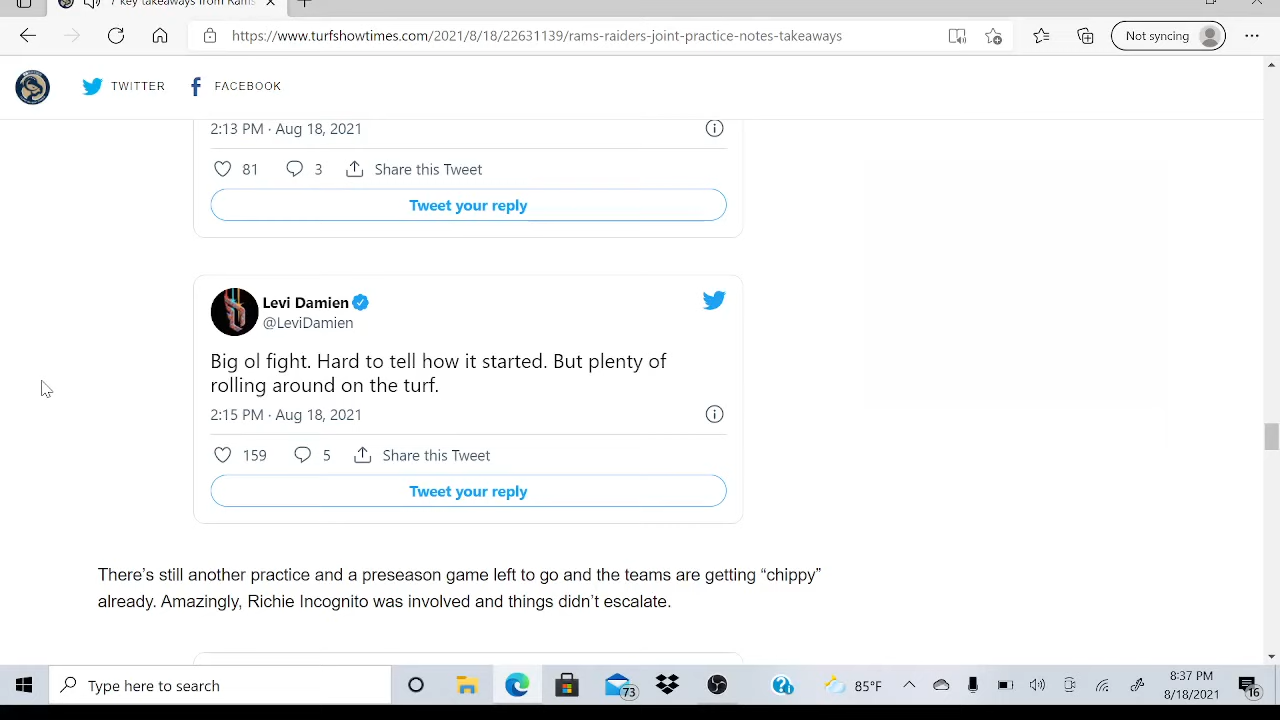 7 key takeaways from Rams
https://www.turfshowtimes.com/2021/8/18/22631139/rams-raiders-joint-practice-notes-takeaways
Not syncing
TWITTER
FACEBOOK
2:13 PM · Aug 18, 2021
81
3
Share this Tweet
Tweet your reply
Levi Damien
@LeviDamien
Big ol fight. Hard to tell how it started. But plenty of
rolling around on the turf.
2:15 PM · Aug 18, 2021
159
5
Share this Tweet
Tweet your reply
There’s still another practice and a preseason game left to go and the teams are getting “chippy”
already. Amazingly, Richie Incognito was involved and things didn’t escalate.
Type here to search
73
85°F
8:37 PM
8/18/2021
16